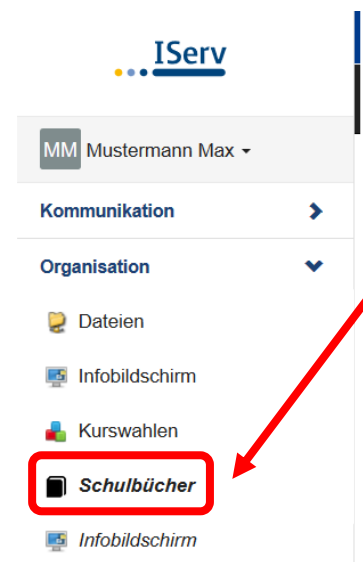 IServ
MM Mustermann Max
Kommunikation
Organisation
Dateien
Infobildschirm
Kurswahlen
Schulbücher
Infobildschirm